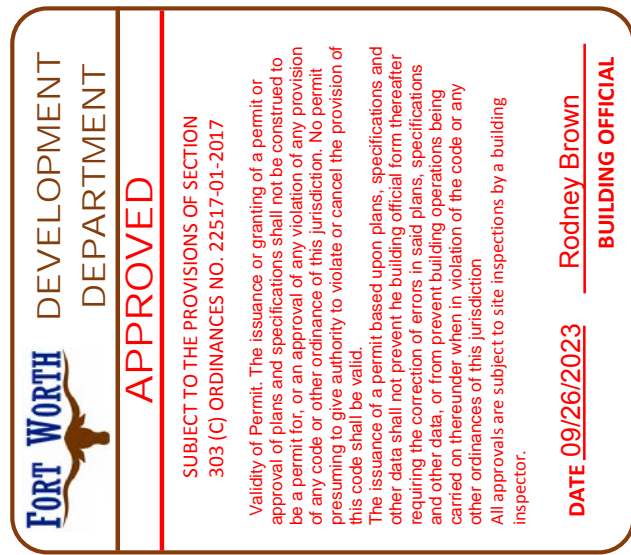 FORT WORTH
DEVELOPMENT
DEPARTMENT
APPROVED
SUBJECT TO THE PROVISIONS OF SECTION
303 (C) ORDINANCES NO. 22517-01-2017
Validity of Permit. The issuance or granting of a permit or
approval of plans and specifications shall not be construed to
be a permit for, or an approval of any violation of any provision
of any code or other ordinance of this jurisdiction. No permit
presuming to give authority to violate or cancel the provision of
this code shall be valid.
The issuance of a permit based upon plans, specifications and
other data shall not prevent he building official form thereafter
requiring the correction of errors in said plans, specifications
and other data, or from prevent building operations being
carried on thereunder when in violation of the code or any
other ordinances of this jurisdiction
All approvals are subject to site inspections by a building
inspector.
DATE 09/26/2023 Rodney Brown
BUILDING OFFICIAL